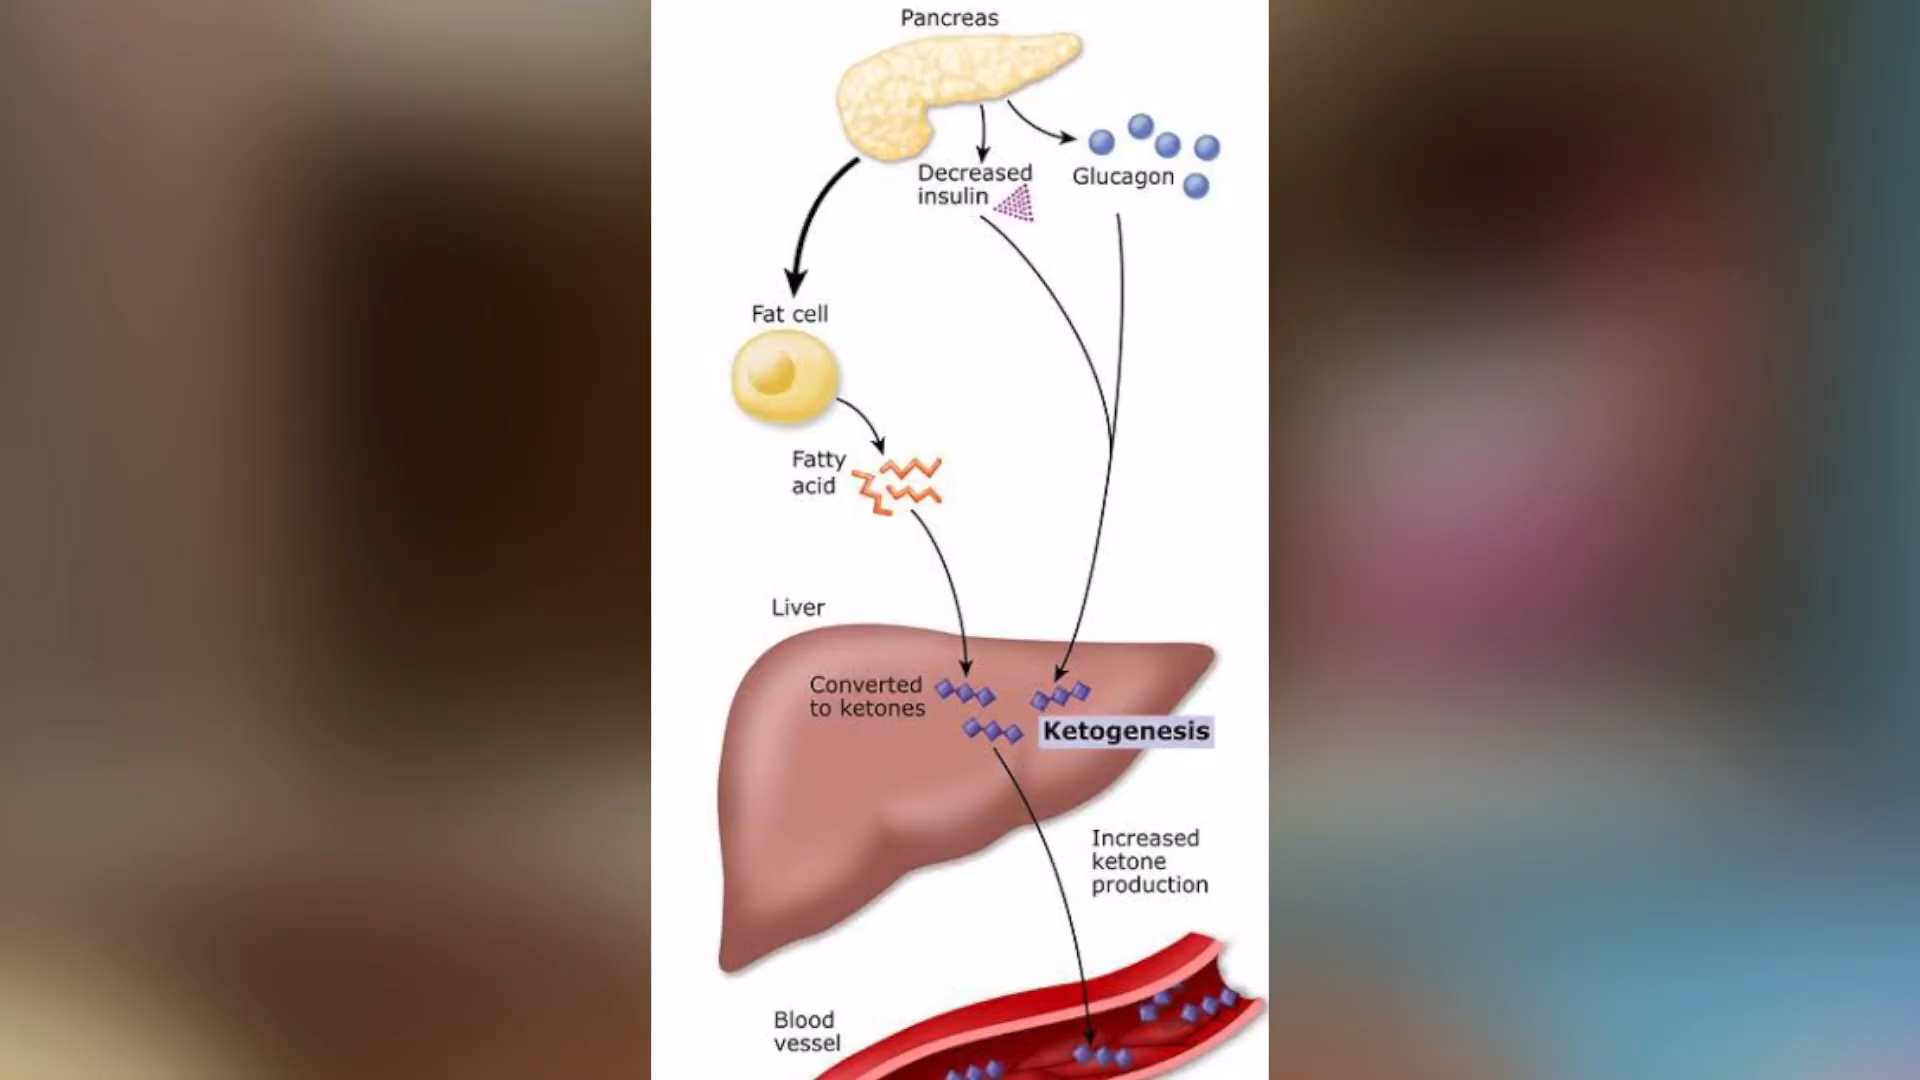 Pancreas
Decreased
insulin
Glucagon
Fat cell
Fatty
acid
Liver
Converted
to ketones
Ketogenesis
Increased
ketone
production
Blood
vessel